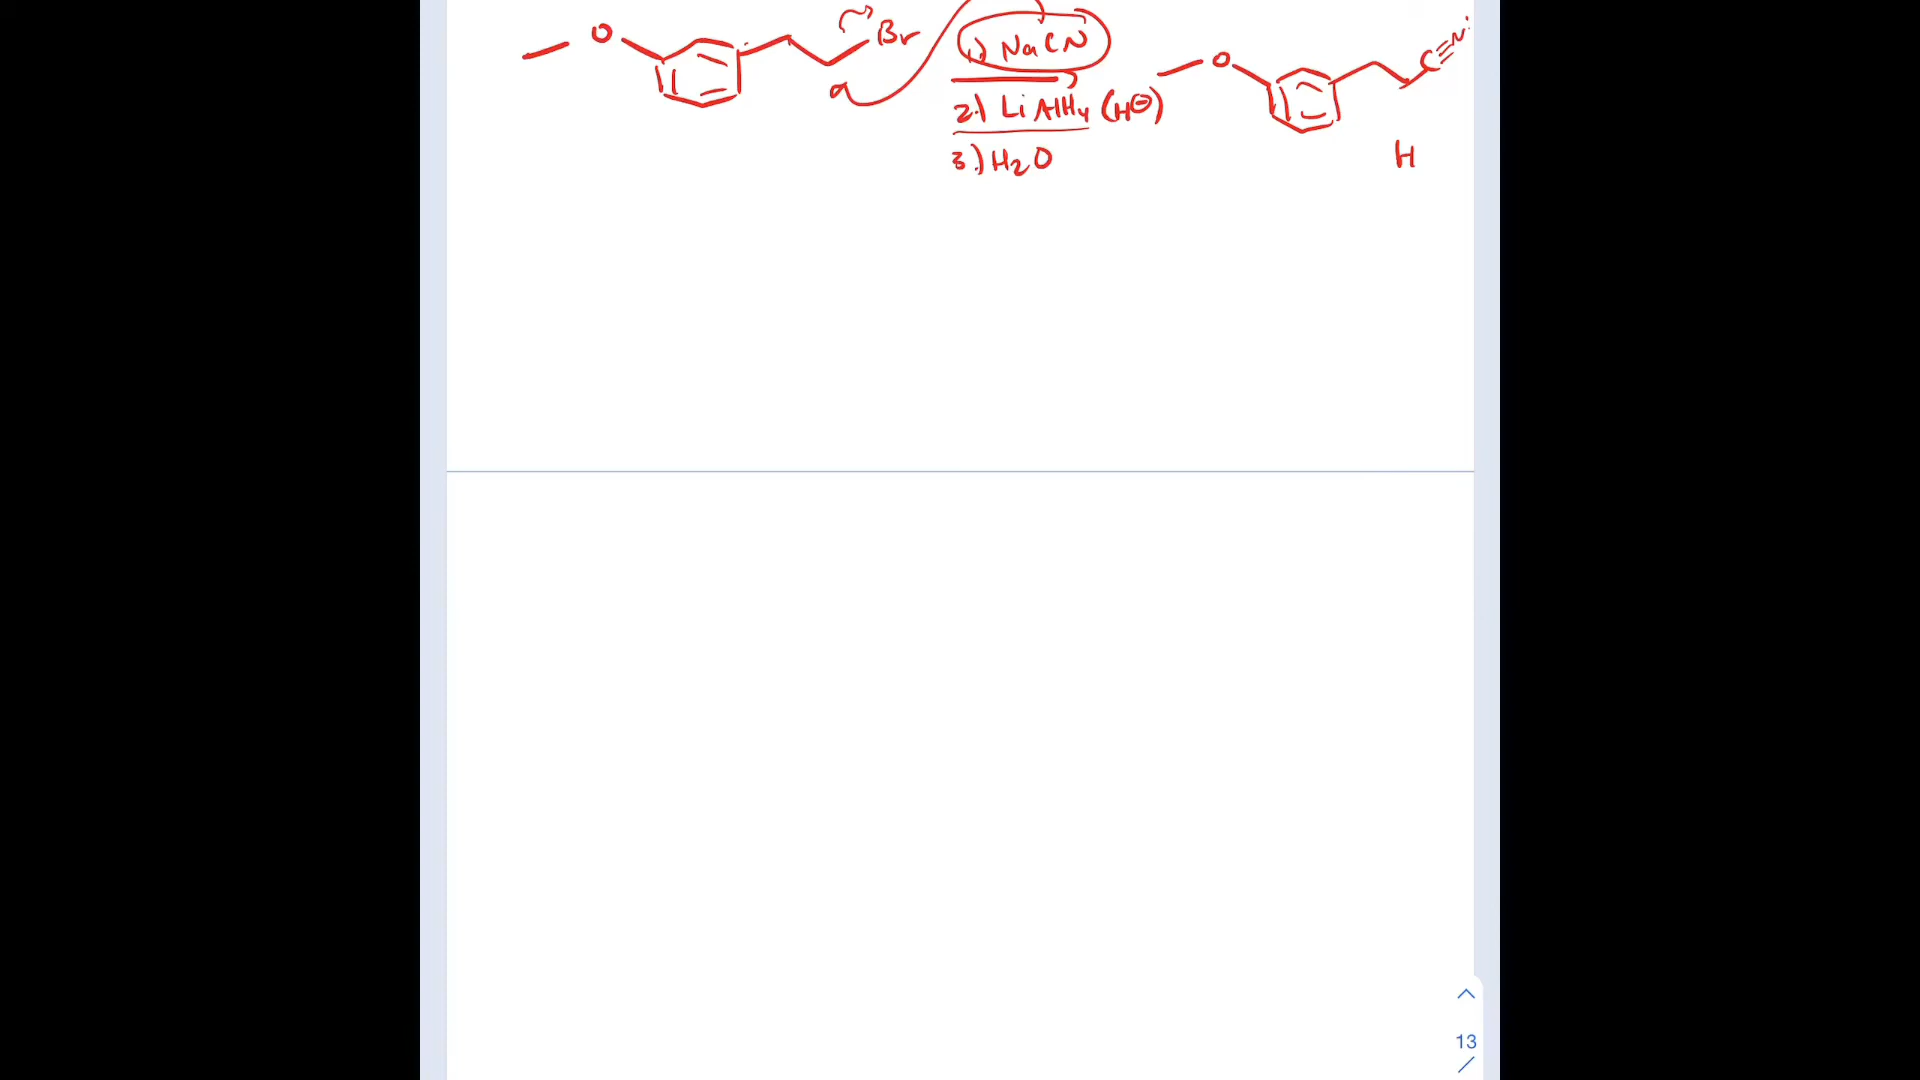 O Br 1.) NaCN O C≡N:
2.) LiAlH4 (H⊖)
3.) H2O H
13